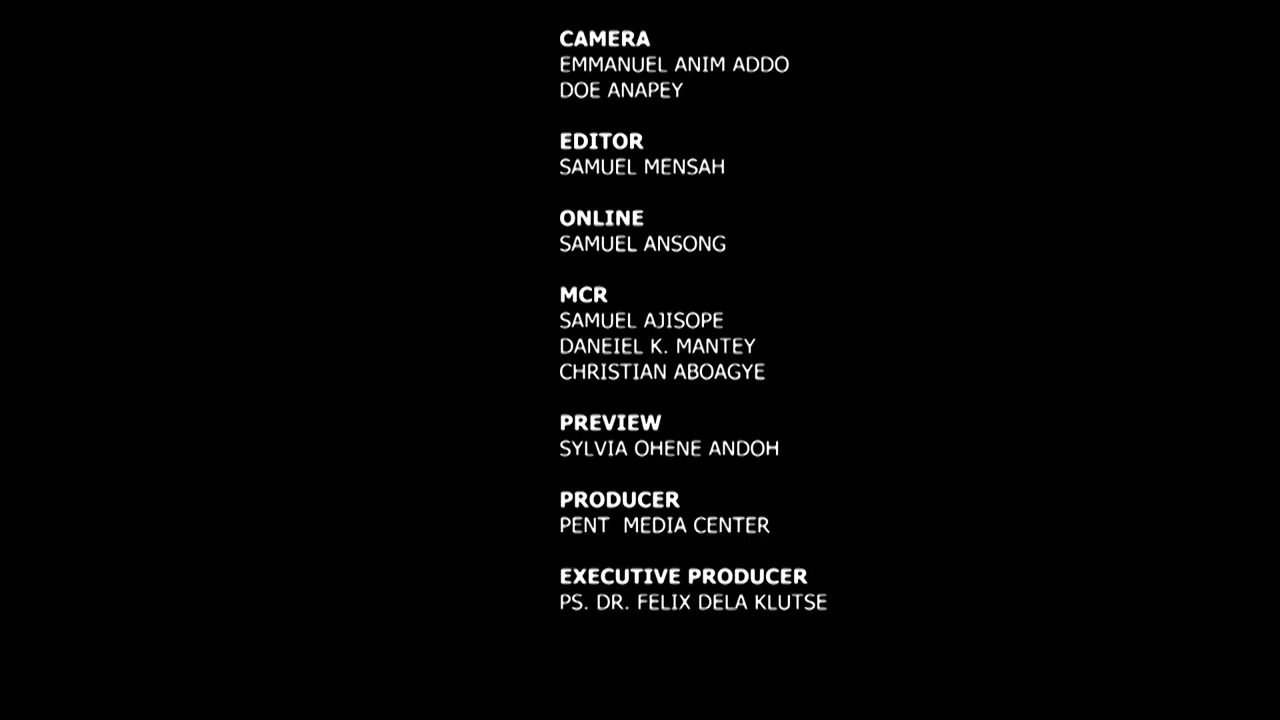 CAMERA
EMMANUEL ANIM ADDO
DOE ANAPEY
EDITOR
SAMUEL MENSAH
ONLINE
SAMUEL ANSONG
MCR
SAMUEL AJISOPE
DANEIEL K. MANTEY
CHRISTIAN ABOAGYE
PREVIEW
SYLVIA OHENE ANDOH
PRODUCER
PENT  MEDIA CENTER
EXECUTIVE PRODUCER
PS. DR. FELIX DELA KLUTSE